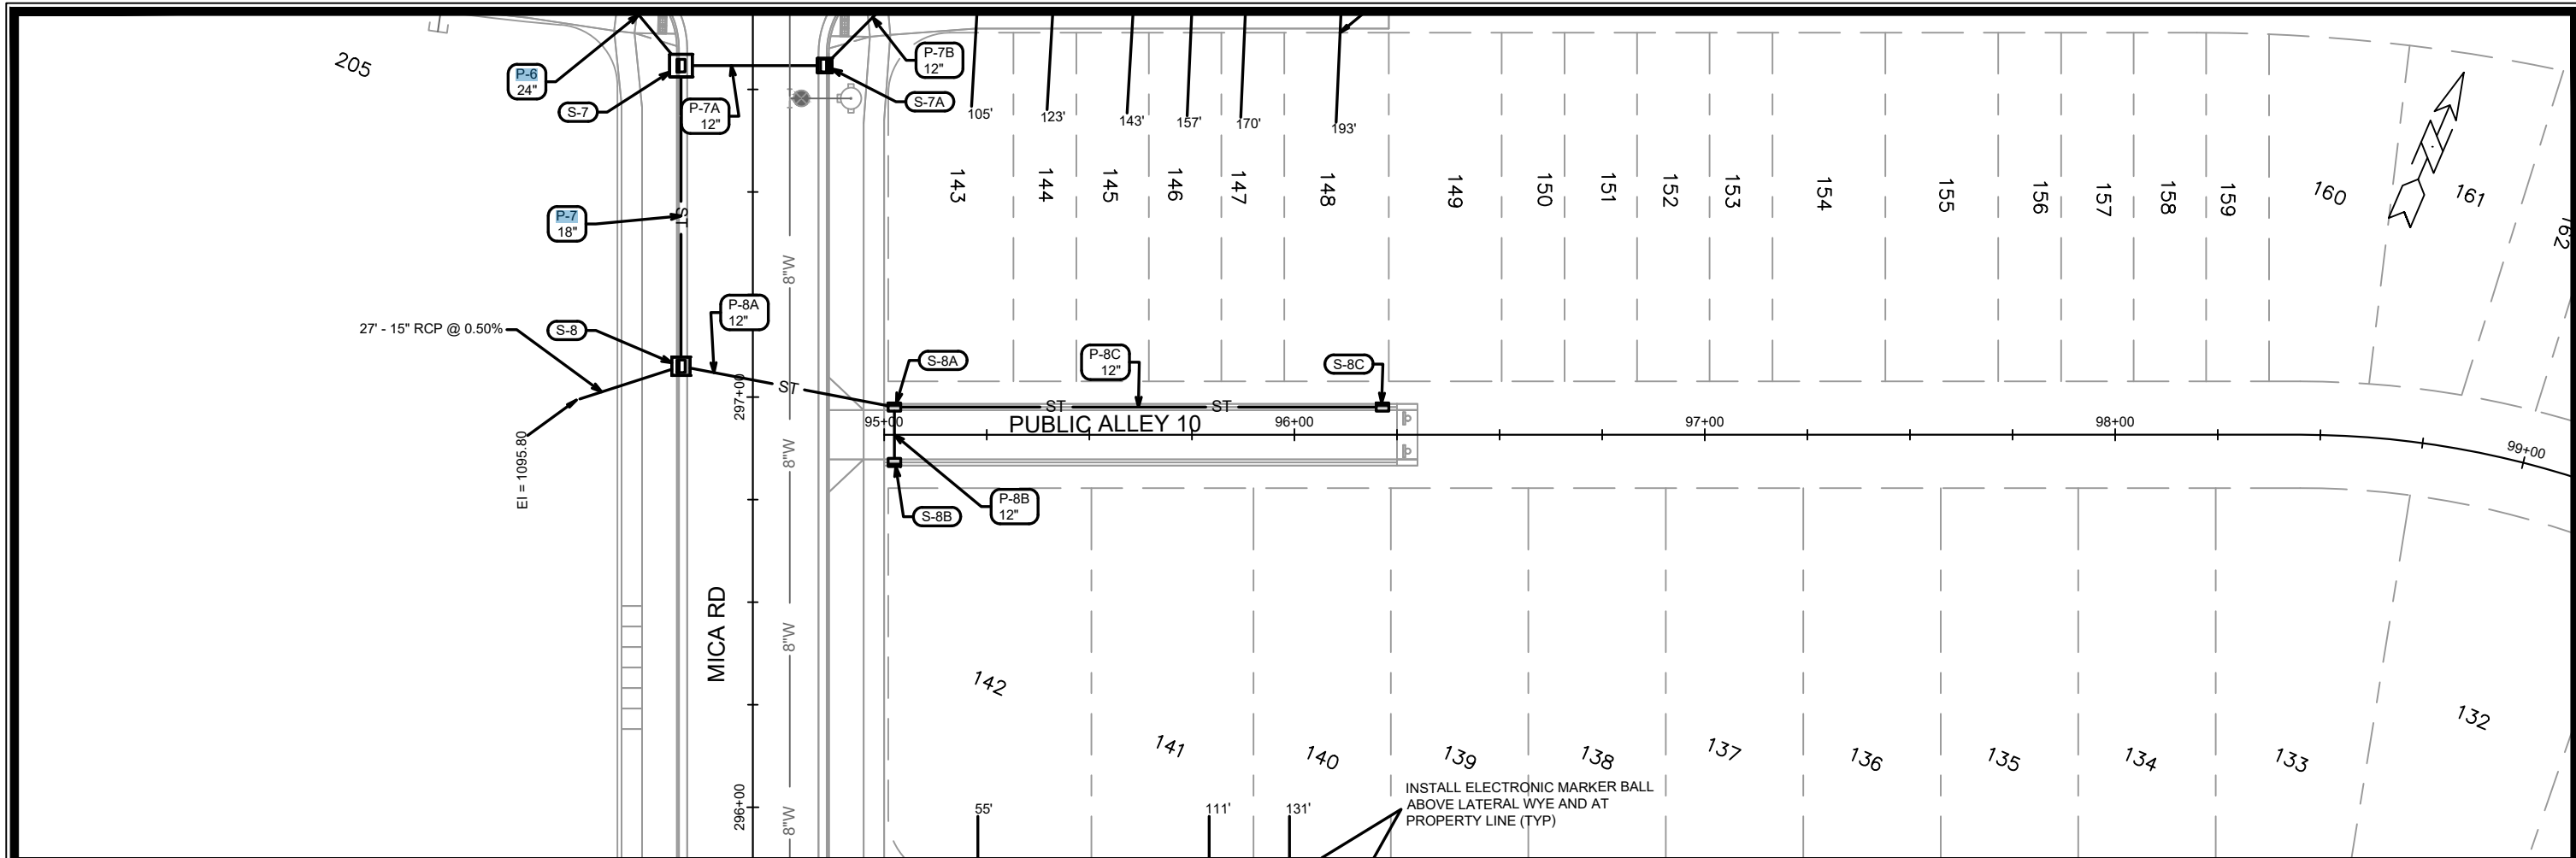 205
P-6
24"
S-7
P-7A
12"
P-7B
12"
S-7A
105'
123'
143'
157'
170'
193'
143
144
145
146
147
148
149
150
151
152
153
154
155
156
157
158
159
160
161
P-7
18"
ST
8"W
27' - 15" RCP @ 0.50%
S-8
P-8A
12"
ST
297+00
S-8A
P-8C
12"
S-8C
ST
ST
95+00
PUBLIC ALLEY 10
96+00
97+00
98+00
99+00
EI = 1095.80
8"W
S-8B
P-8B
12"
MICA RD
8"W
142
141
140
139
138
137
136
135
134
133
132
296+00
8"W
55'
111'
131'
INSTALL ELECTRONIC MARKER BALL
ABOVE LATERAL WYE AND AT
PROPERTY LINE (TYP)